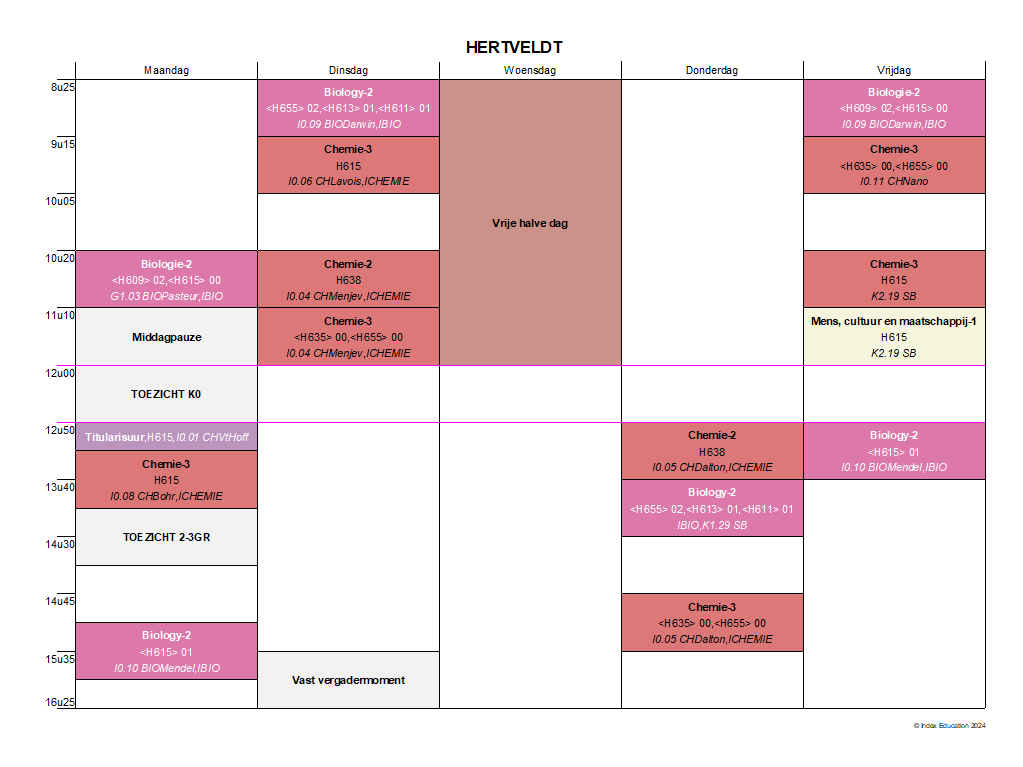 HERTVELDT
Maandag
Dinsdag
Woensdag
Donderdag
Vrijdag
8u25
9u15
10u05
10u20
11u10
12u00
12u50
13u40
14u30
14u45
15u35
16u25
Biologie-2
<H609> 02,<H615> 00
G1.03 BIOPasteur,IBIO
Middagpauze
TOEZICHT K0
Titularisuur,H615,I0.01 CHVtHoff
Chemie-3
H615
I0.08 CHBohr,ICHEMIE
TOEZICHT 2-3GR
Biology-2
<H615> 01
I0.10 BIOMendel,IBIO
Biology-2
<H655> 02,<H613> 01,<H611> 01
I0.09 BIODarwin,IBIO
Chemie-3
H615
I0.06 CHLavois,ICHEMIE
Chemie-2
H638
I0.04 CHMenjev,ICHEMIE
Chemie-3
<H635> 00,<H655> 00
I0.04 CHMenjev,ICHEMIE
Vast vergadermoment
Vrije halve dag
Chemie-2
H638
I0.05 CHDalton,ICHEMIE
Biology-2
<H655> 02,<H613> 01,<H611> 01
IBIO,K1.29 SB
Chemie-3
<H635> 00,<H655> 00
I0.05 CHDalton,ICHEMIE
Biologie-2
<H609> 02,<H615> 00
I0.09 BIODarwin,IBIO
Chemie-3
<H635> 00,<H655> 00
I0.11 CHNano
Chemie-3
H615
K2.19 SB
Mens, cultuur en maatschappij-1
H615
K2.19 SB
Biology-2
<H615> 01
I0.10 BIOMendel,IBIO
© Index Education 2024